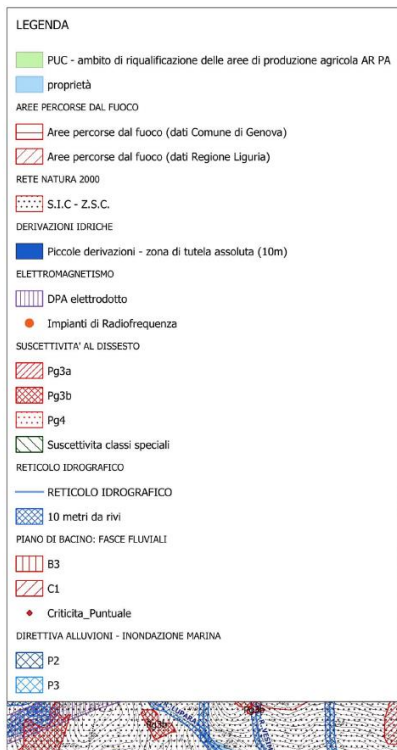 LEGENDA
PUC - ambito di riqualificazione delle aree di produzione agricola AR PA
proprietà
AREE PERCORSE DAL FUOCO
Aree percorse dal fuoco (dati Comune di Genova)
Aree percorse dal fuoco (dati Regione Liguria)
RETE NATURA 2000
S.I.C - Z.S.C.
DERIVAZIONI IDRICHE
Piccole derivazioni - zona di tutela assoluta (10m)
ELETTROMAGNETISMO
DPA elettrodotto
Impianti di Radiofrequenza
SUSCETTIVITA' AL DISSESTO
Pg3a
Pg3b
Pg4
Suscettivita classi speciali
RETICOLO IDROGRAFICO
RETICOLO IDROGRAFICO
10 metri da rivi
PIANO DI BACINO: FASCE FLUVIALI
B3
C1
Criticita_Puntuale
DIRETTIVA ALLUVIONI - INONDAZIONE MARINA
P2
P3
Pg3b
LUPARA
Pg3b